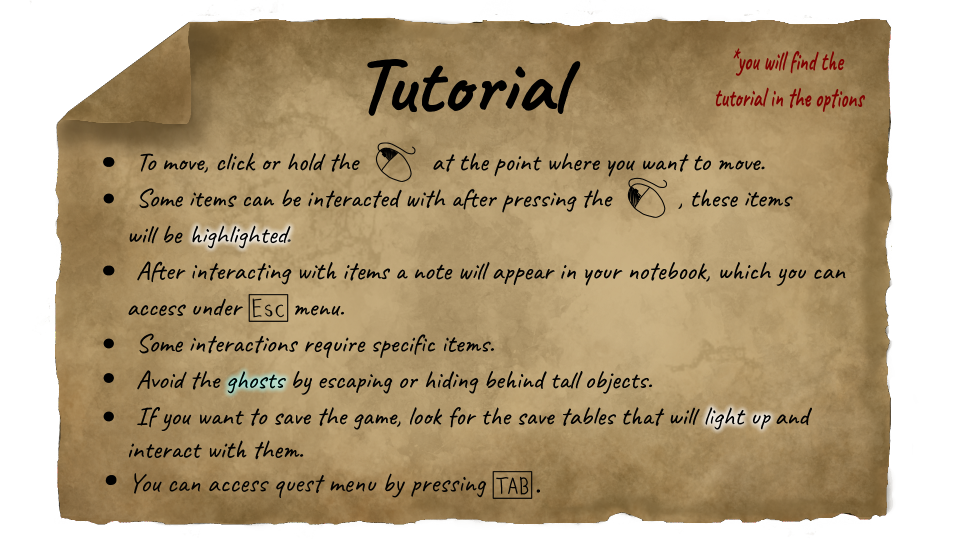 Tutorial
*you will find the
tutorial in the options
To move, click or hold the at the point where you want to move.
Some items can be interacted with after pressing the , these items
will be highlighted.
After interacting with items a note will appear in your notebook, which you can
access under Esc menu.
Some interactions require specific items.
Avoid the ghosts by escaping or hiding behind tall objects.
If you want to save the game, look for the save tables that will light up and
interact with them.
You can access quest menu by pressing TAB.